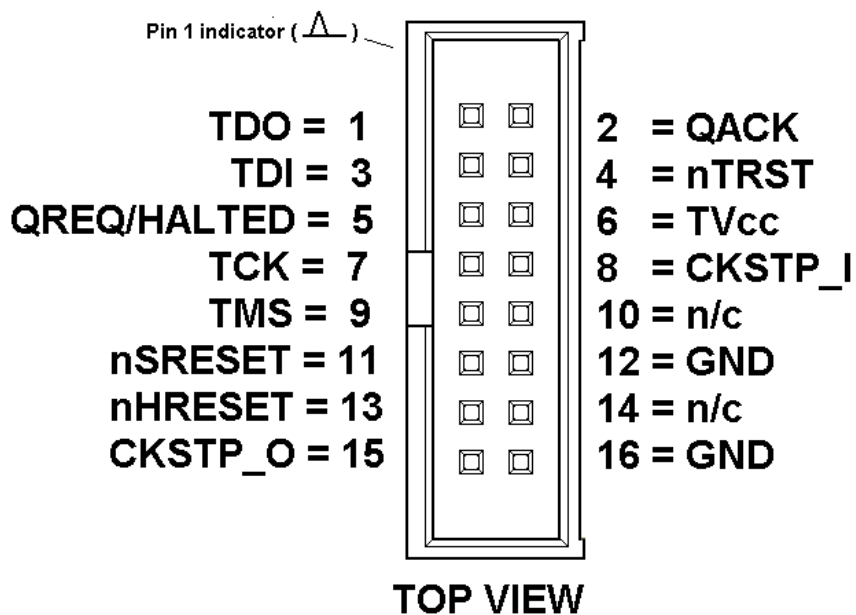 Pin 1 indicator ( )
TDO = 1 2 = QACK
TDI = 3 4 = nTRST
QREQ/HALTED = 5 6 = TVcc
TCK = 7 8 = CKSTP_I
TMS = 9 10 = n/c
nSRESET = 11 12 = GND
nHRESET = 13 14 = n/c
CKSTP_O = 15 16 = GND
TOP VIEW